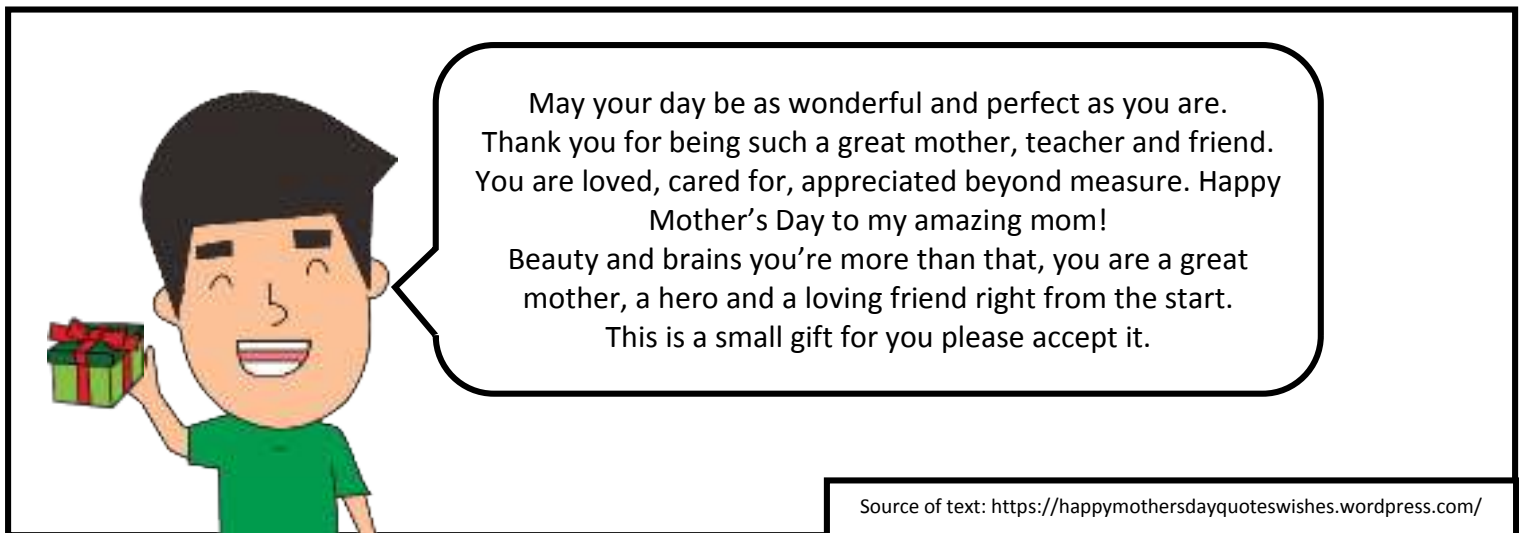 May your day be as wonderful and perfect as you are.
Thank you for being such a great mother, teacher and friend.
You are loved, cared for, appreciated beyond measure. Happy
Mother’s Day to my amazing mom!
Beauty and brains you’re more than that, you are a great
mother, a hero and a loving friend right from the start.
This is a small gift for you please accept it.
Source of text: https://happymothersdayquoteswishes.wordpress.com/